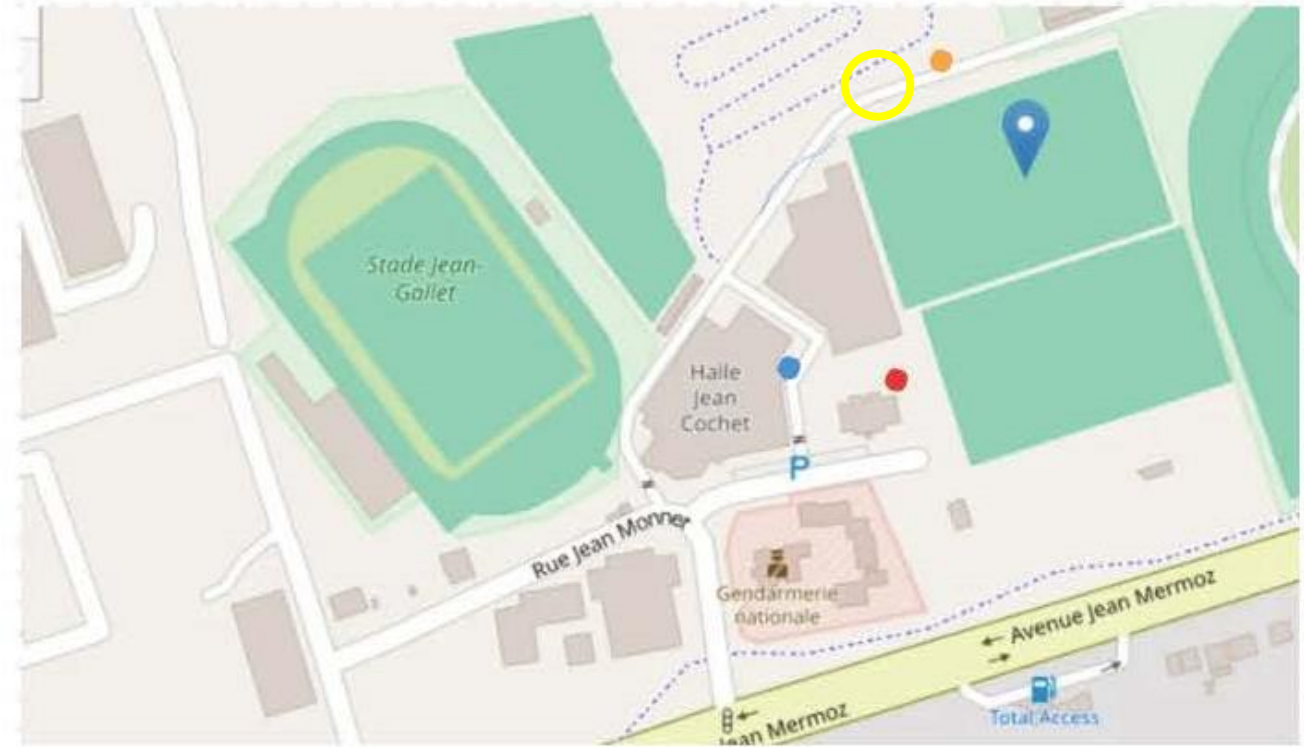 Stade Jean-
Gallet
Halle
Jean
Cochet
P
Rue Jean Monnet
Gendarmerie
nationale
Avenue Jean Mermoz
Total Access
Jean Mermoz